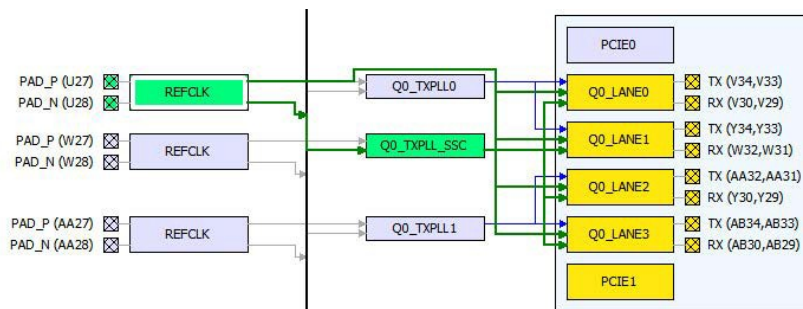 PCIE0
PAD_P (U27)
REFCLK
PAD_N (U28)
Q0_TXPLL0
Q0_LANE0
TX (V34,V33)
RX (V30,V29)
PAD_P (W27)
REFCLK
PAD_N (W28)
Q0_TXPLL_SSC
Q0_LANE1
TX (Y34,Y33)
RX (W32,W31)
Q0_LANE2
TX (AA32,AA31)
RX (Y30,Y29)
PAD_P (AA27)
REFCLK
PAD_N (AA28)
Q0_TXPLL1
Q0_LANE3
TX (AB34,AB33)
RX (AB30,AB29)
PCIE1